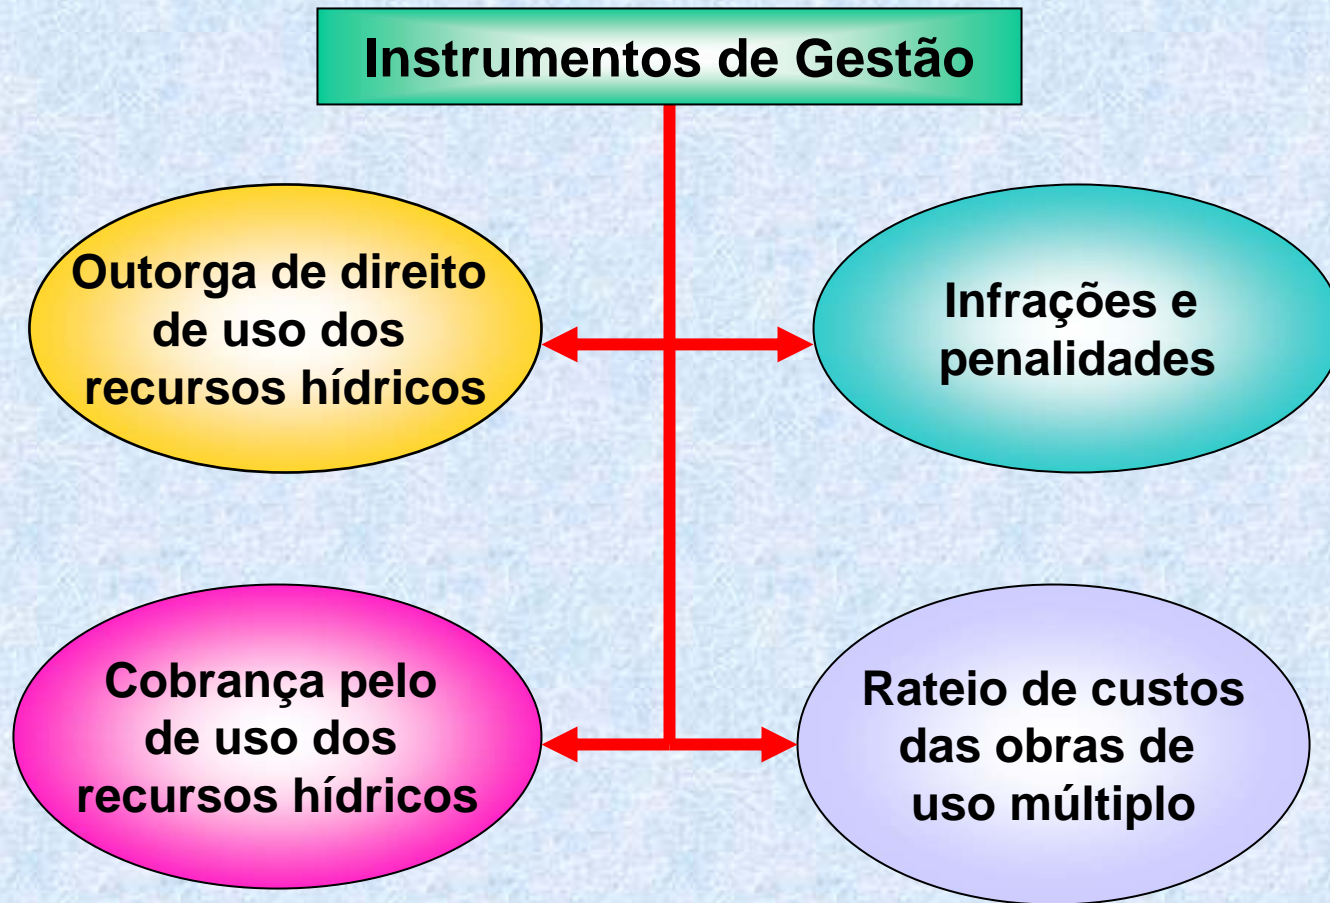 Instrumentos de Gestão
Outorga de direito
de uso dos
recursos hídricos
Infrações e
penalidades
Cobrança pelo
de uso dos
recursos hídricos
Rateio de custos
das obras de
uso múltiplo